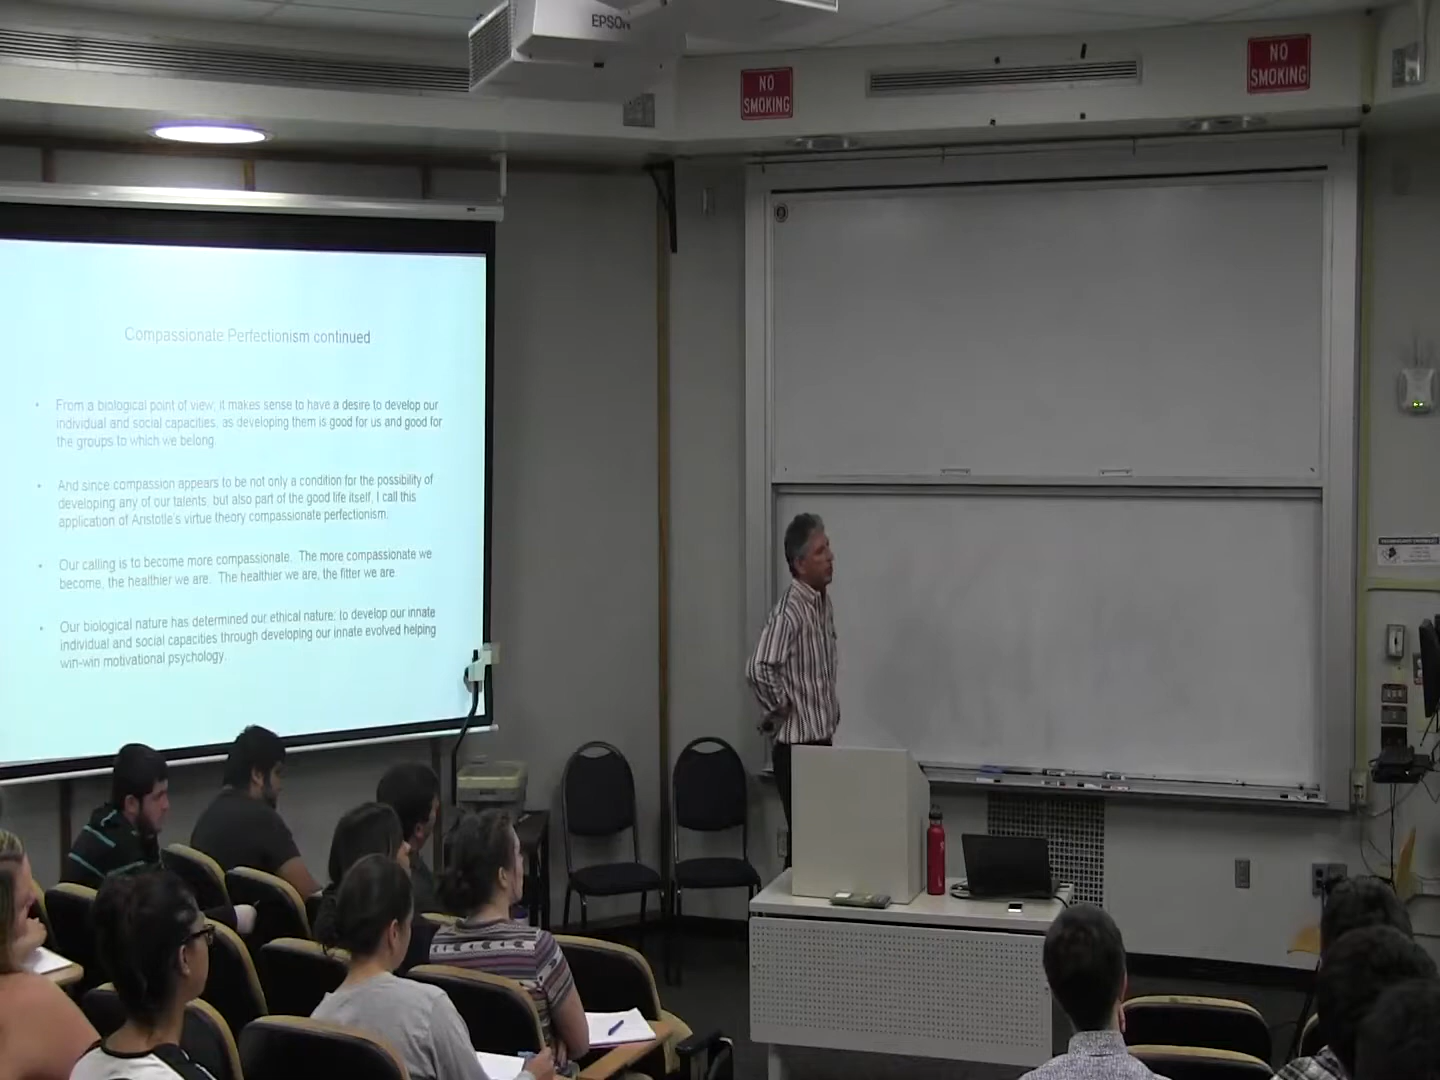 EPSON
NO
SMOKING
NO
SMOKING
Compassionate Perfectionism continued
• From a biological point of view, it makes sense to have a desire to develop our
individual and social capacities, as developing them is good for us and good for
the groups to which we belong.
• And since compassion appears to be not only a condition for the possibility of
developing any of our talents, but also part of the good life itself, I call this
application of Aristotle's virtue theory compassionate perfectionism.
• Our calling is to become more compassionate. The more compassionate we
become, the healthier we are. The healthier we are, the fitter we are.
• Our biological nature has determined our ethical nature: to develop our innate
individual and social capacities through developing our innate evolved helping
win-win motivational psychology.